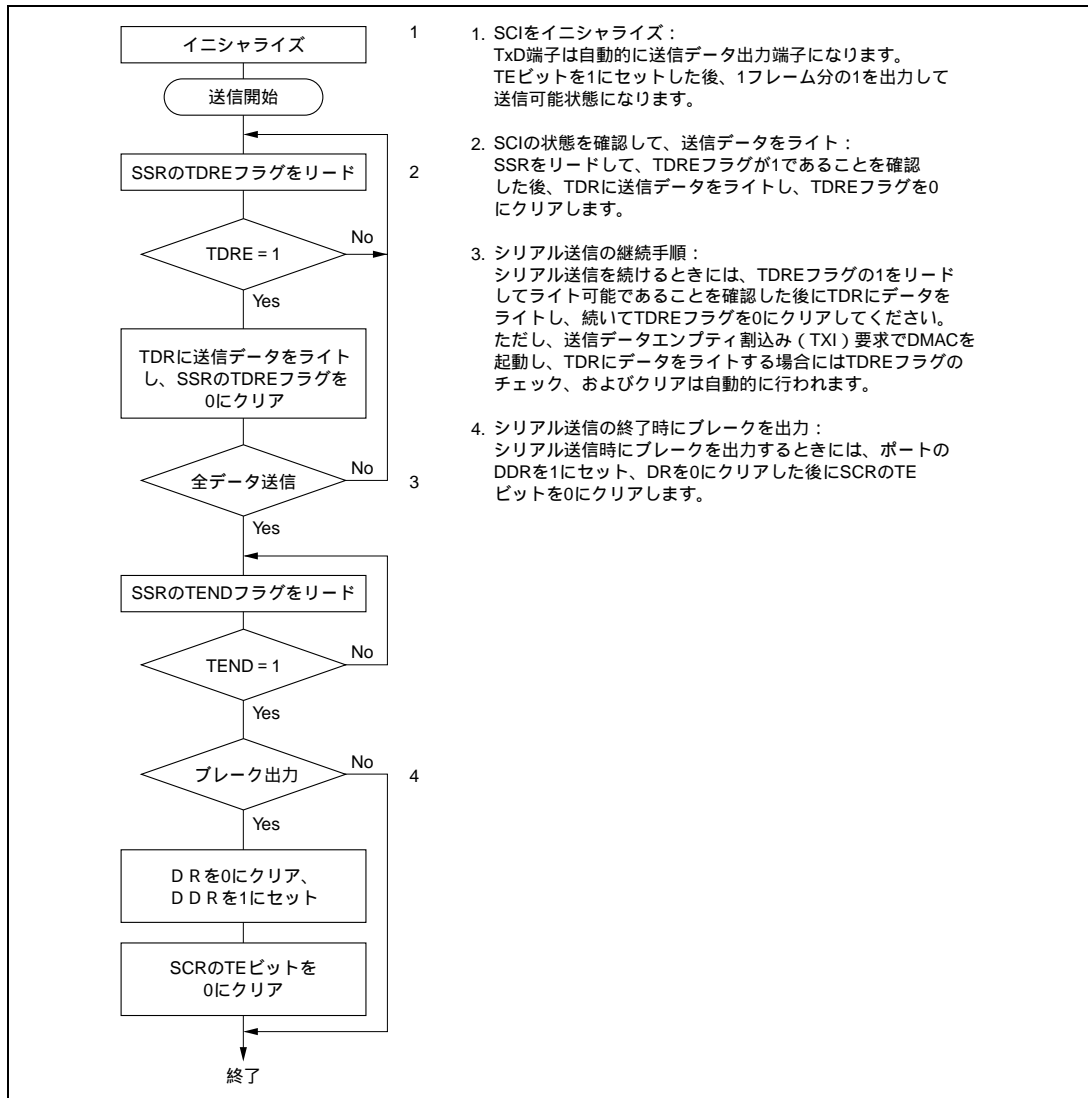 イニシャライズ
1
送信開始
SSRのTDREフラグをリード
2
TDRE = 1
No
Yes
TDRに送信データをライト
し、SSRのTDREフラグを
0にクリア
全データ送信
No
3
Yes
SSRのTENDフラグをリード
TEND = 1
No
Yes
ブレーク出力
No
4
Yes
ＤＲを0にクリア、
ＤＤＲを1にセット
SCRのTEビットを
0にクリア
終了
1. SCIをイニシャライズ：
TxD端子は自動的に送信データ出力端子になります。
TEビットを1にセットした後、1フレーム分の1を出力して
送信可能状態になります。
2. SCIの状態を確認して、送信データをライト：
SSRをリードして、TDREフラグが1であることを確認
した後、TDRに送信データをライトし、TDREフラグを0
にクリアします。
3. シリアル送信の継続手順：
シリアル送信を続けるときには、TDREフラグの1をリード
してライト可能であることを確認した後にTDRにデータを
ライトし、続いてTDREフラグを0にクリアしてください。
ただし、送信データエンプティ割込み（TXI）要求でDMACを
起動し、TDRにデータをライトする場合にはTDREフラグの
チェック、およびクリアは自動的に行われます。
4. シリアル送信の終了時にブレークを出力：
シリアル送信時にブレークを出力するときには、ポートの
DDRを1にセット、DRを0にクリアした後にSCRのTE
ビットを0にクリアします。